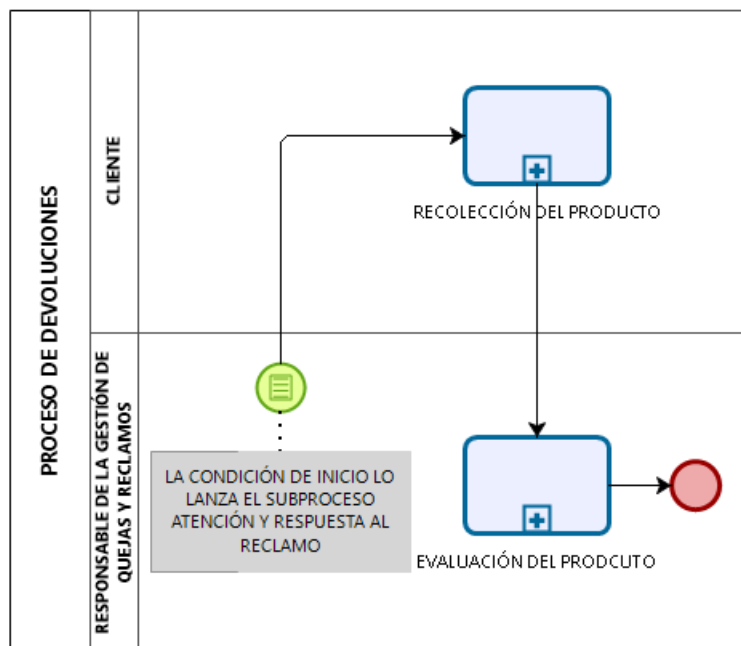 PROCESO DE DEVOLUCIONES
CLIENTE
RECOLECCIÓN DEL PRODUCTO
RESPONSABLE DE LA GESTIÓN DE
QUEJAS Y RECLAMOS
LA CONDICIÓN DE INICIO LO
LANZA EL SUBPROCESO
ATENCIÓN Y RESPUESTA AL
RECLAMO
EVALUACIÓN DEL PRODCUTO